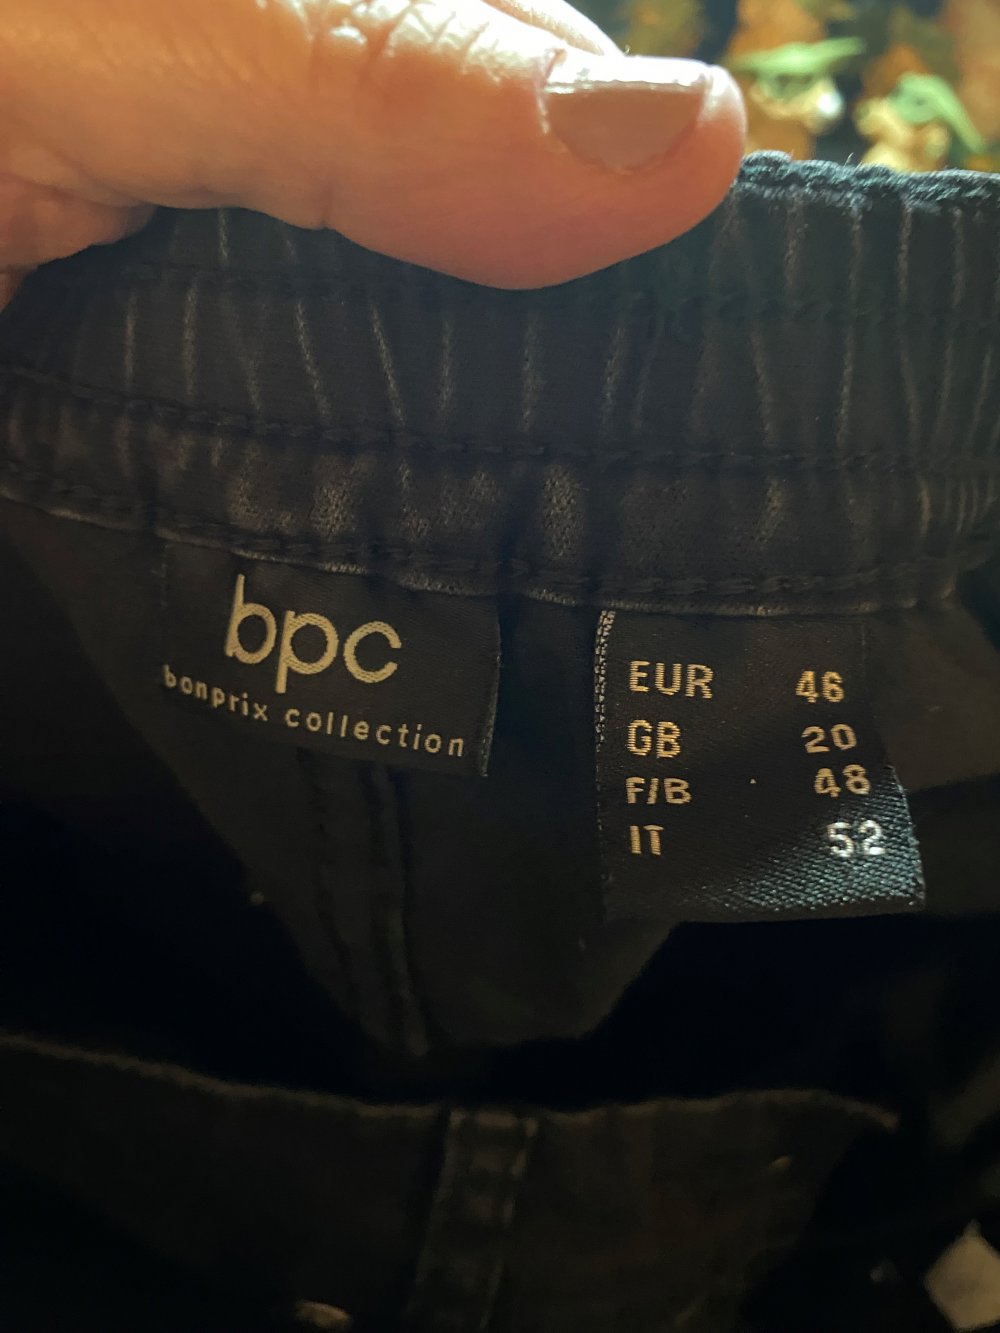 bpc
bonprix collection
EUR 46
GB 20
F/B 48
IT 52